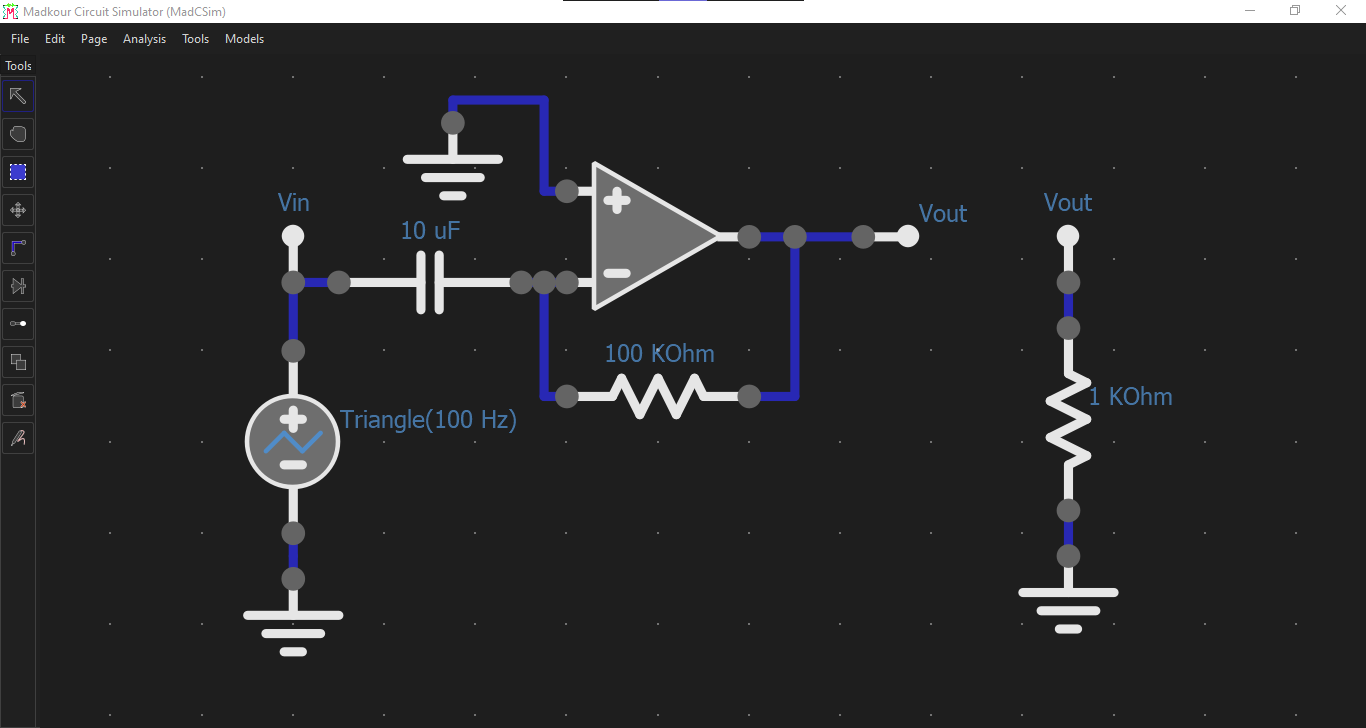 Madkour Circuit Simulator (MadCSim)
File Edit Page Analysis Tools Models
Tools
Vin
10 uF
Vout
Vout
100 KOhm
1 KOhm
Triangle(100 Hz)